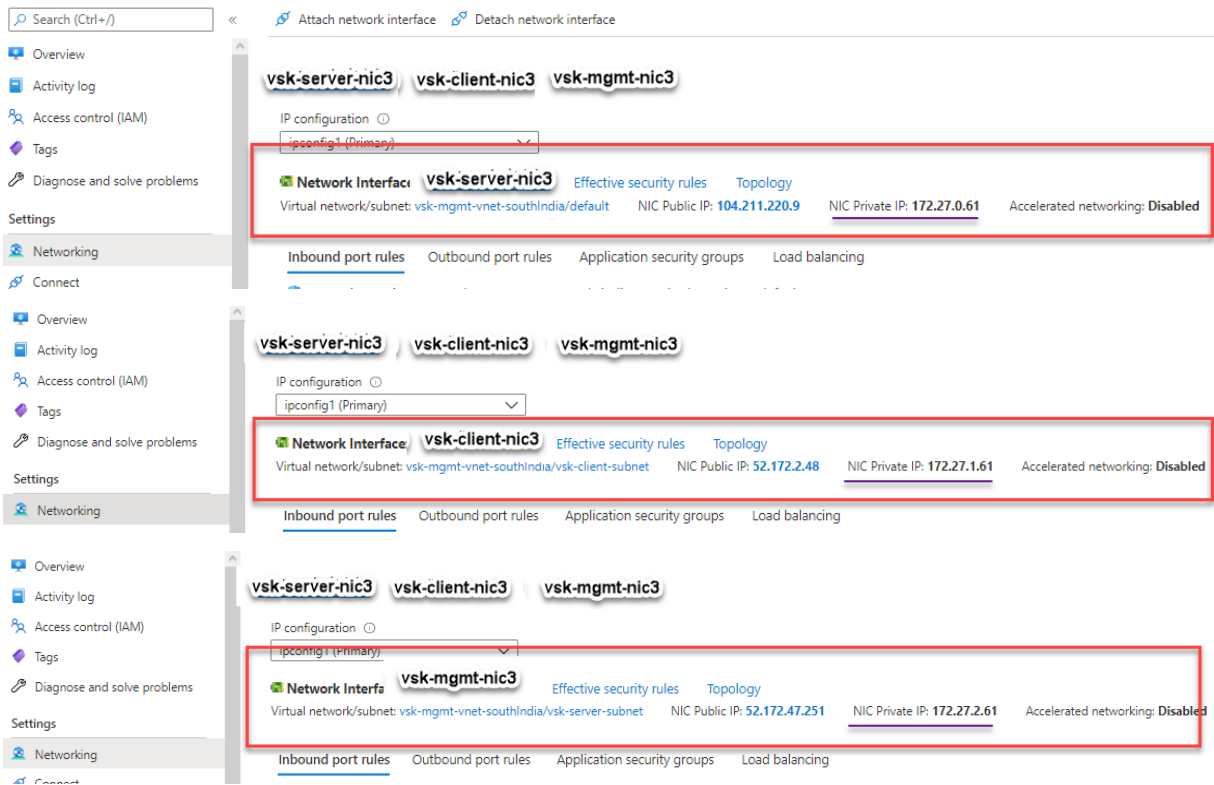 Search (Ctrl+/)
«
Attach network interface Detach network interface
Overview
Activity log
Access control (IAM)
Tags
Diagnose and solve problems
Settings
Networking
Connect
vsk-server-nic3 vsk-client-nic3 vsk-mgmt-nic3
IP configuration
ipconfig1 (Primary)
Network Interface vsk-server-nic3 Effective security rules Topology
Virtual network/subnet: vsk-mgmt-vnet-southIndia/default NIC Public IP: 104.211.220.9 NIC Private IP: 172.27.0.61 Accelerated networking: Disabled
Inbound port rules Outbound port rules Application security groups Load balancing
Overview
Activity log
Access control (IAM)
Tags
Diagnose and solve problems
Settings
Networking
vsk-server-nic3 vsk-client-nic3 vsk-mgmt-nic3
IP configuration
ipconfig1 (Primary)
Network Interface: vsk-client-nic3 Effective security rules Topology
Virtual network/subnet: vsk-mgmt-vnet-southIndia/vsk-client-subnet NIC Public IP: 52.172.2.48 NIC Private IP: 172.27.1.61 Accelerated networking: Disabled
Inbound port rules Outbound port rules Application security groups Load balancing
Overview
Activity log
Access control (IAM)
Tags
Diagnose and solve problems
Settings
Networking
Connect
vsk-server-nic3 vsk-client-nic3 vsk-mgmt-nic3
IP configuration
ipconfig1 (Primary)
Network Interfa vsk-mgmt-nic3 Effective security rules Topology
Virtual network/subnet: vsk-mgmt-vnet-southIndia/vsk-server-subnet NIC Public IP: 52.172.47.251 NIC Private IP: 172.27.2.61 Accelerated networking: Disabled
Inbound port rules Outbound port rules Application security groups Load balancing